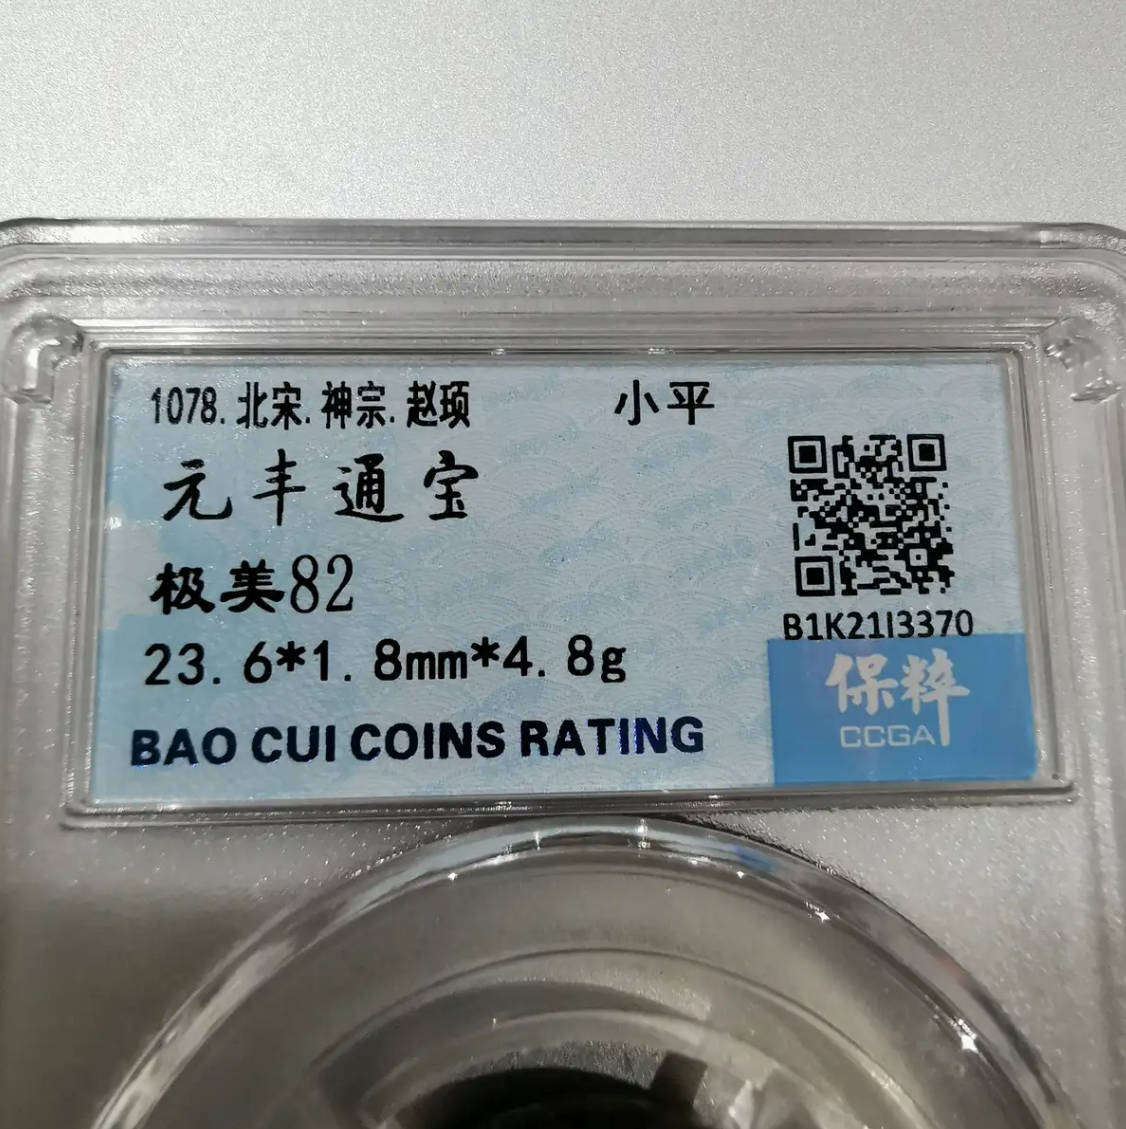 1078.北宋.神宗.赵顼 小平
元丰通宝
极美82
23.6*1.8mm*4.8g
BAO CUI COINS RATING
B1K21I3370
保粹
CCGA